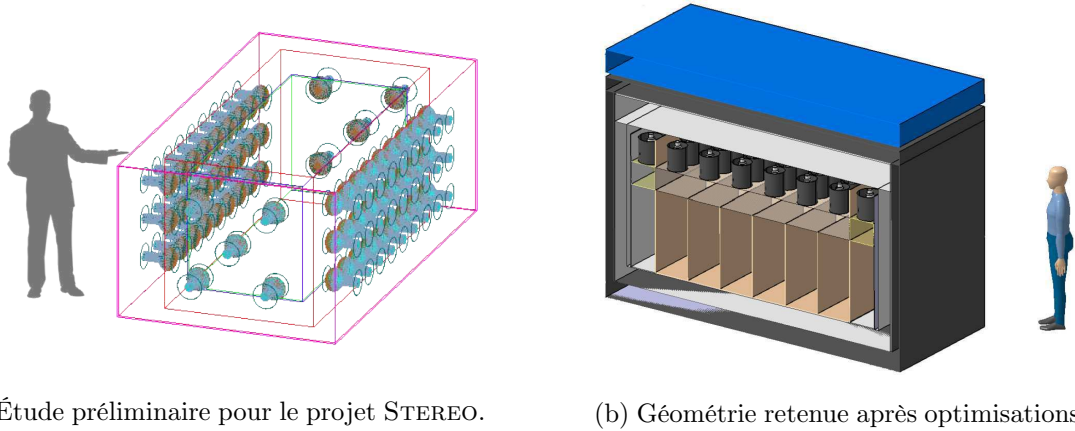 Étude préliminaire pour le projet STEREO.
(b) Géométrie retenue après optimisations